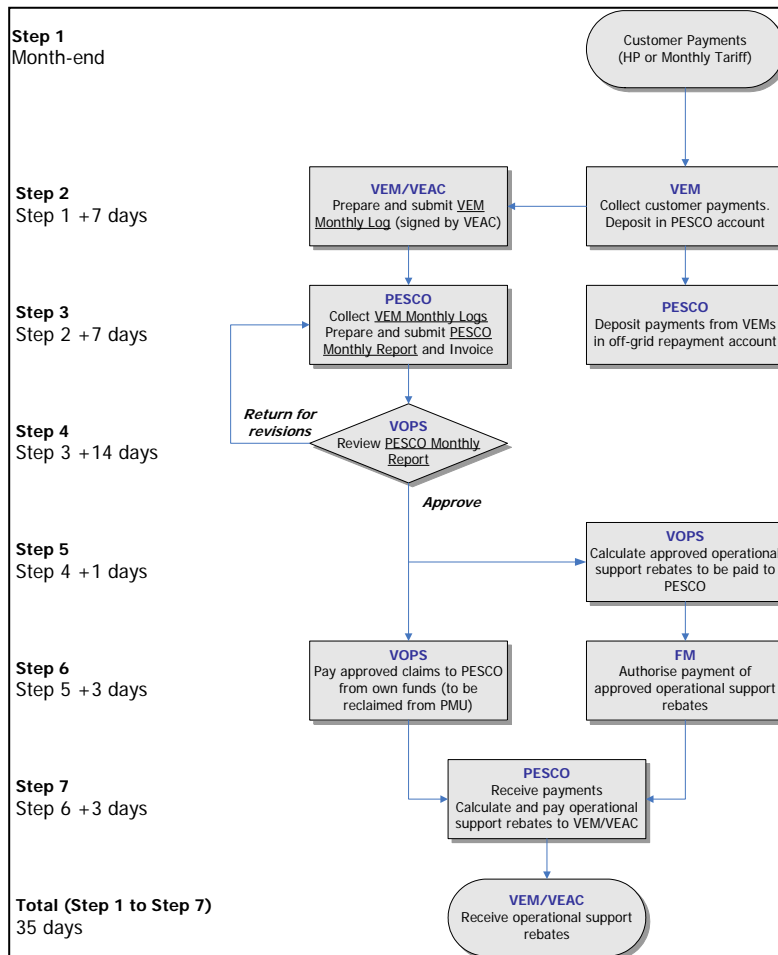 Step 1
Month-end
Customer Payments
(HP or Monthly Tariff)
Step 2
Step 1 +7 days
VEM/VEAC
Prepare and submit VEM
Monthly Log (signed by VEAC)
VEM
Collect customer payments.
Deposit in PESCO account
Step 3
Step 2 +7 days
PESCO
Collect VEM Monthly Logs
Prepare and submit PESCO
Monthly Report and Invoice
PESCO
Deposit payments from VEMs
in off-grid repayment account
Return for
revisions
Step 4
Step 3 +14 days
VOPS
Review PESCO Monthly
Report
Approve
Step 5
Step 4 +1 days
VOPS
Calculate approved operational
support rebates to be paid to
PESCO
Step 6
Step 5 +3 days
VOPS
Pay approved claims to PESCO
from own funds (to be
reclaimed from PMU)
FM
Authorise payment of
approved operational support
rebates
Step 7
Step 6 +3 days
PESCO
Receive payments
Calculate and pay operational
support rebates to VEM/VEAC
Total (Step 1 to Step 7)
35 days
VEM/VEAC
Receive operational support
rebates